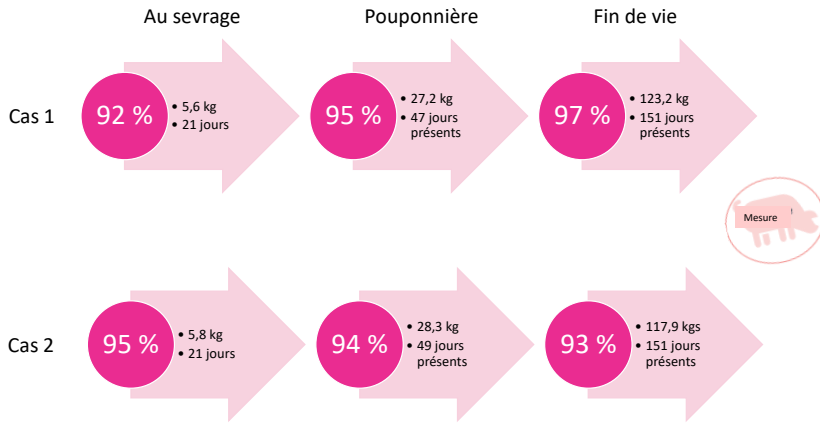 Au sevrage
Pouponnière
Fin de vie
Cas 1
92 %
• 5,6 kg
• 21 jours
95 %
• 27,2 kg
• 47 jours
présents
97 %
• 123,2 kg
• 151 jours
présents
Mesure
Cas 2
95 %
• 5,8 kg
• 21 jours
94 %
• 28,3 kg
• 49 jours
présents
93 %
• 117,9 kgs
• 151 jours
présents